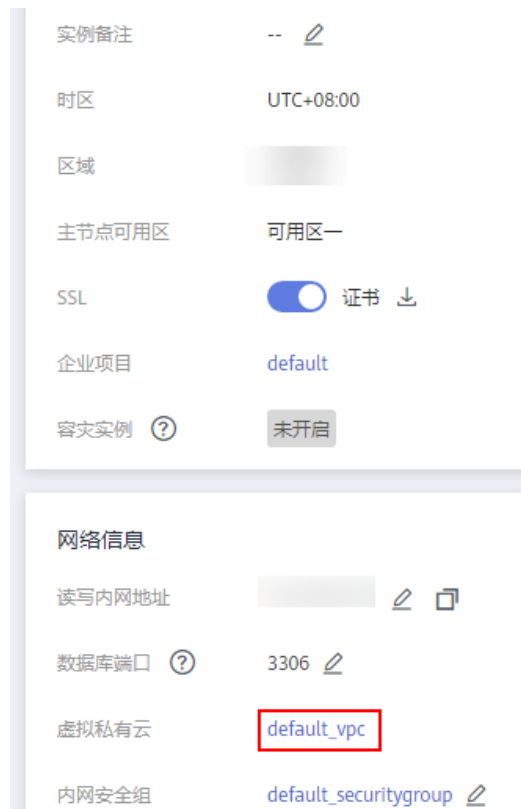 实例备注 --
时区 UTC+08:00
区域
主节点可用区 可用区一
SSL 证书
企业项目 default
容灾实例 ? 未开启
网络信息
读写内网地址
数据库端口 ? 3306
虚拟私有云 default_vpc
内网安全组 default_securitygroup